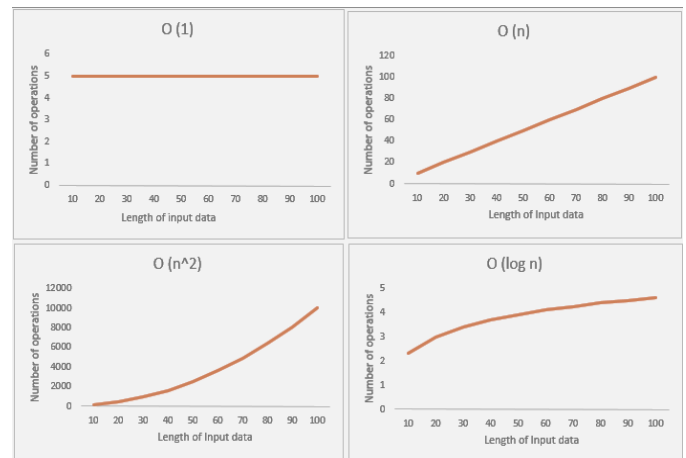 O (1)
6
5
4
3
2
1
0
Number of operations
10 20 30 40 50 60 70 80 90 100
Length of input data
O (n)
120
100
80
60
40
20
0
Number of operations
10 20 30 40 50 60 70 80 90 100
Length of Input data
O (n^2)
12000
10000
8000
6000
4000
2000
0
Number of operations
10 20 30 40 50 60 70 80 90 100
Length of Input data
O (log n)
5
4
3
2
1
0
Number of operations
10 20 30 40 50 60 70 80 90 100
Length of Input data